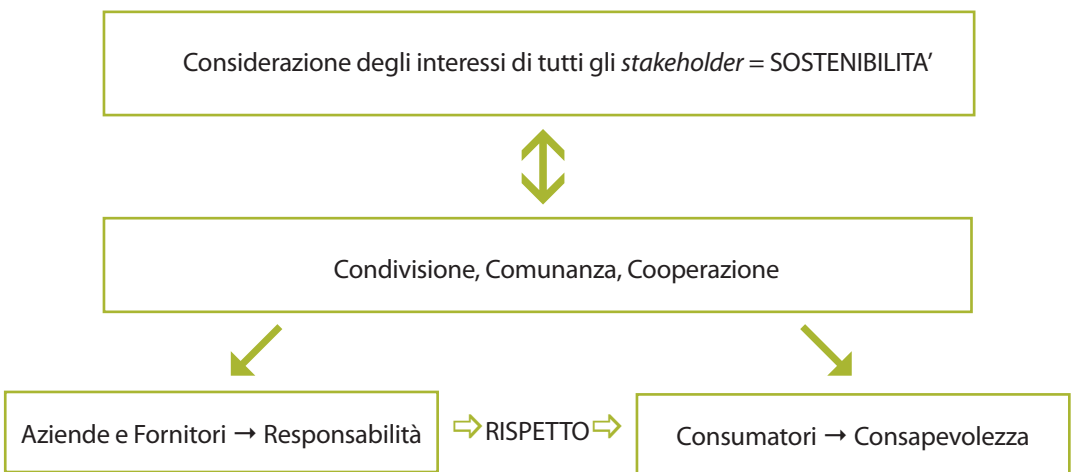 Considerazione degli interessi di tutti gli stakeholder = SOSTENIBILITA’
Condivisione, Comunanza, Cooperazione
Aziende e Fornitori → Responsabilità
RISPETTO
Consumatori → Consapevolezza